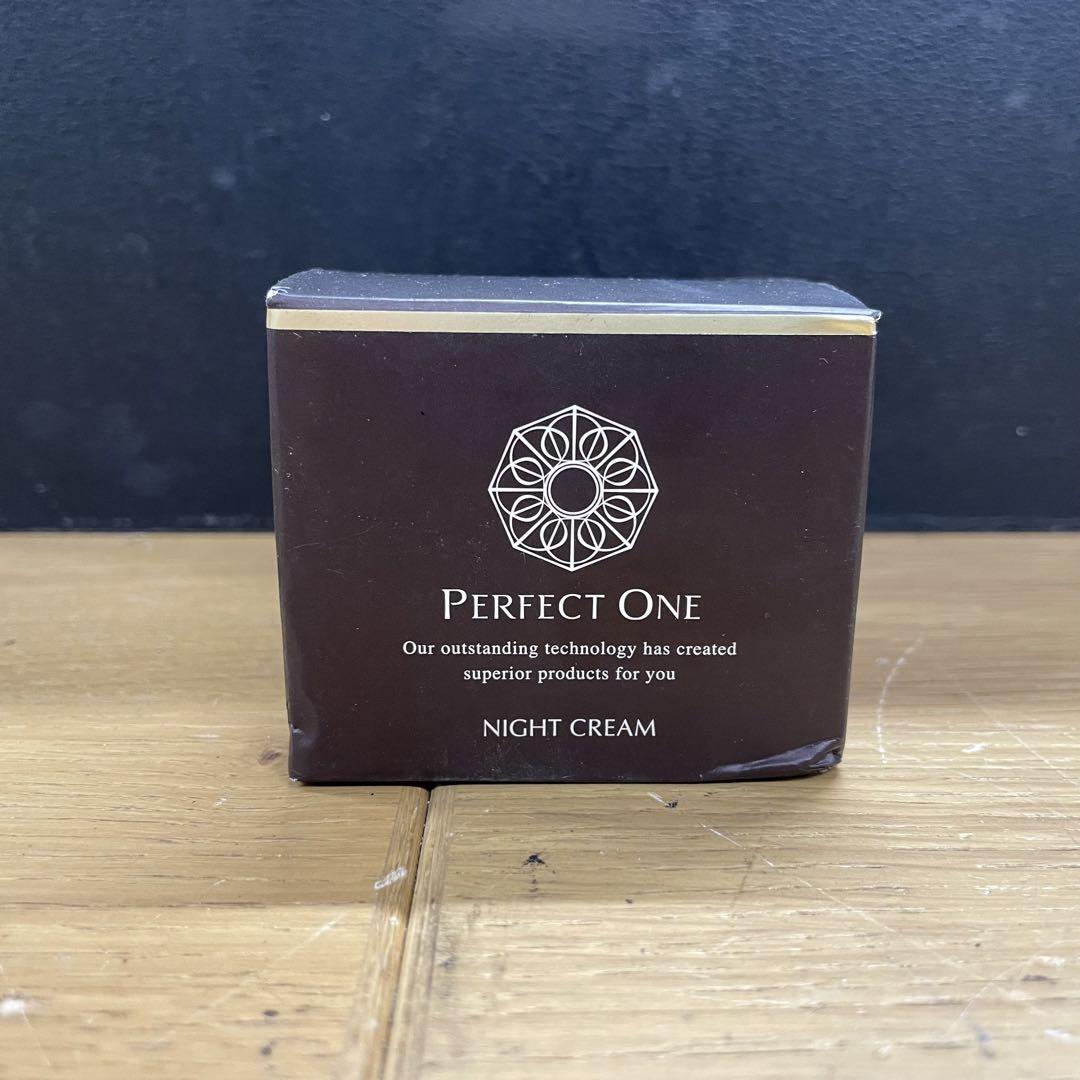 PERFECT ONE
Our outstanding technology has created
superior products for you
NIGHT CREAM